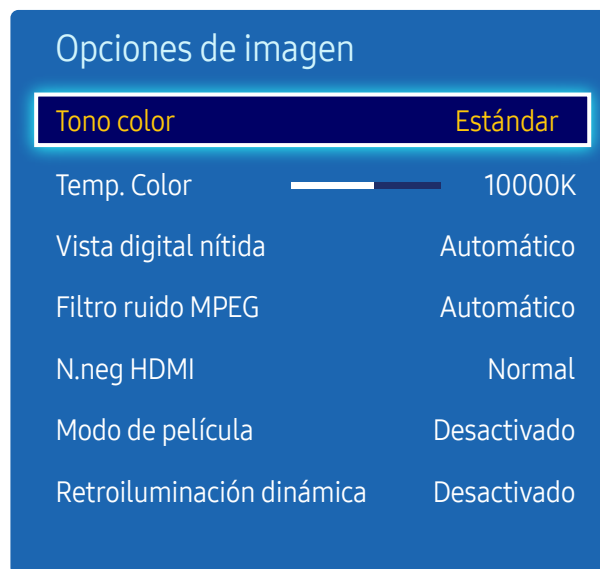 Opciones de imagen
Tono color Estándar
Temp. Color 10000K
Vista digital nítida Automático
Filtro ruido MPEG Automático
N.neg HDMI Normal
Modo de película Desactivado
Retroiluminación dinámica Desactivado